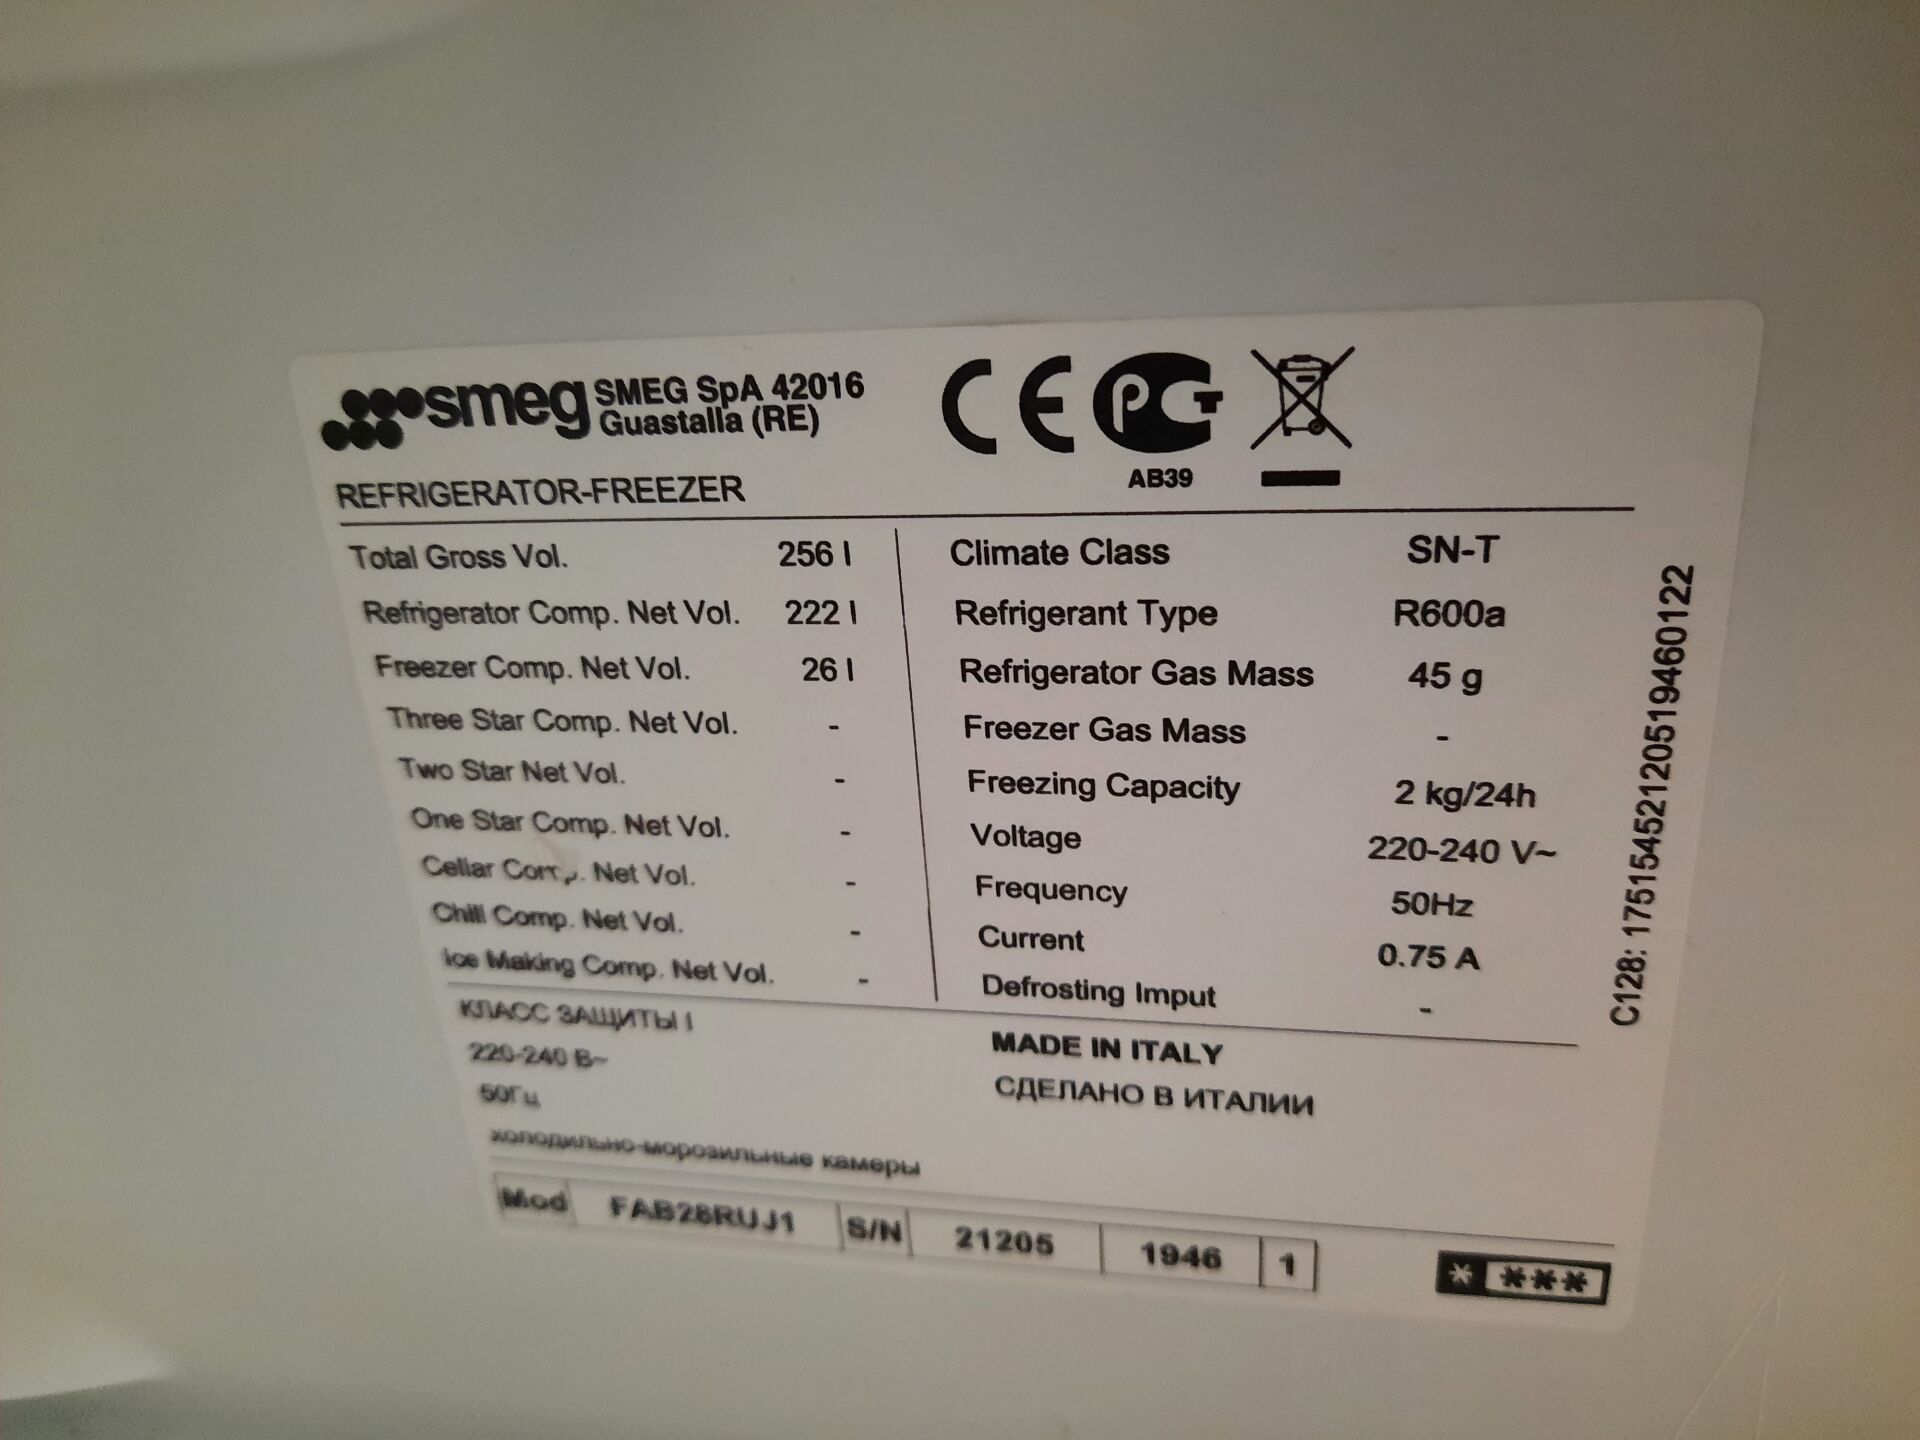 smeg SMEG SpA 42016
Guastalla (RE)
CE PCT
AB39
REFRIGERATOR-FREEZER
Total Gross Vol. 256 l
Refrigerator Comp. Net Vol. 222 l
Freezer Comp. Net Vol. 26 l
Three Star Comp. Net Vol. -
Two Star Net Vol. -
One Star Comp. Net Vol. -
Cellar Comp. Net Vol. -
Chill Comp. Net Vol. -
Ice Making Comp. Net Vol. -
Climate Class SN-T
Refrigerant Type R600a
Refrigerator Gas Mass 45 g
Freezer Gas Mass -
Freezing Capacity 2 kg/24h
Voltage 220-240 V~
Frequency 50Hz
Current 0.75 A
Defrosting Imput -
C128: 17515452120519460122
КЛАСС ЗАЩИТЫ I
220-240 В~
50Гц
холодильно-морозильные камеры
MADE IN ITALY
СДЕЛАНО В ИТАЛИИ
Mod FAB28RUJ1 S/N 21205 1946 1
* ***